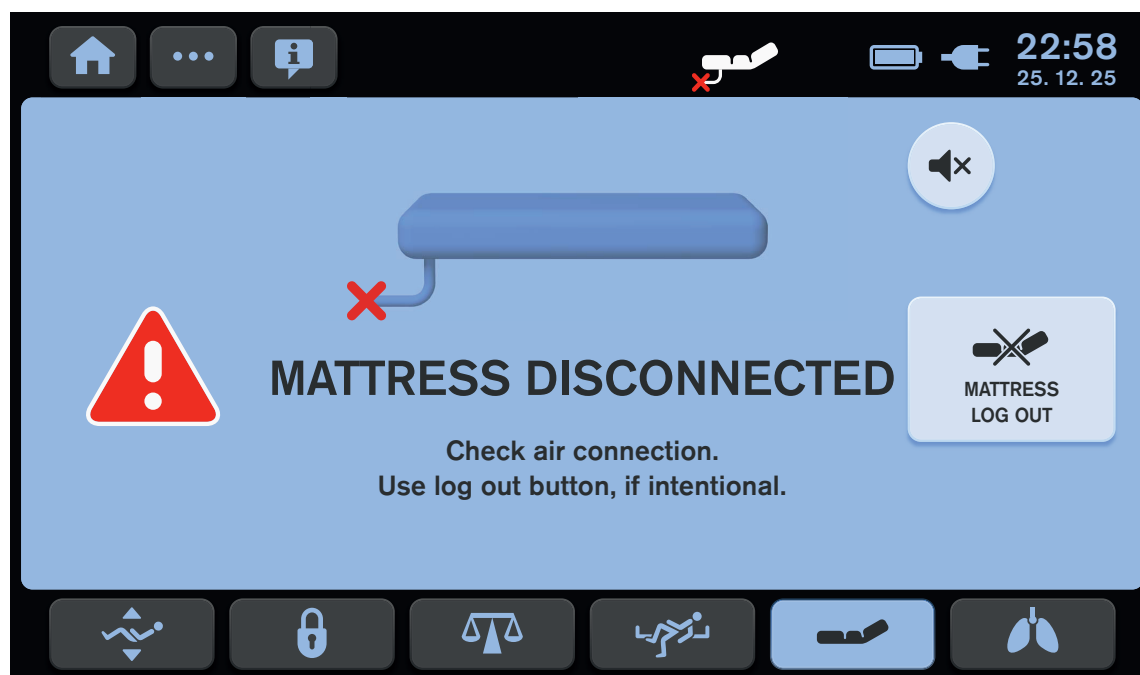 22:58
25. 12. 25
MATTRESS DISCONNECTED
MATTRESS
LOG OUT
Check air connection.
Use log out button, if intentional.